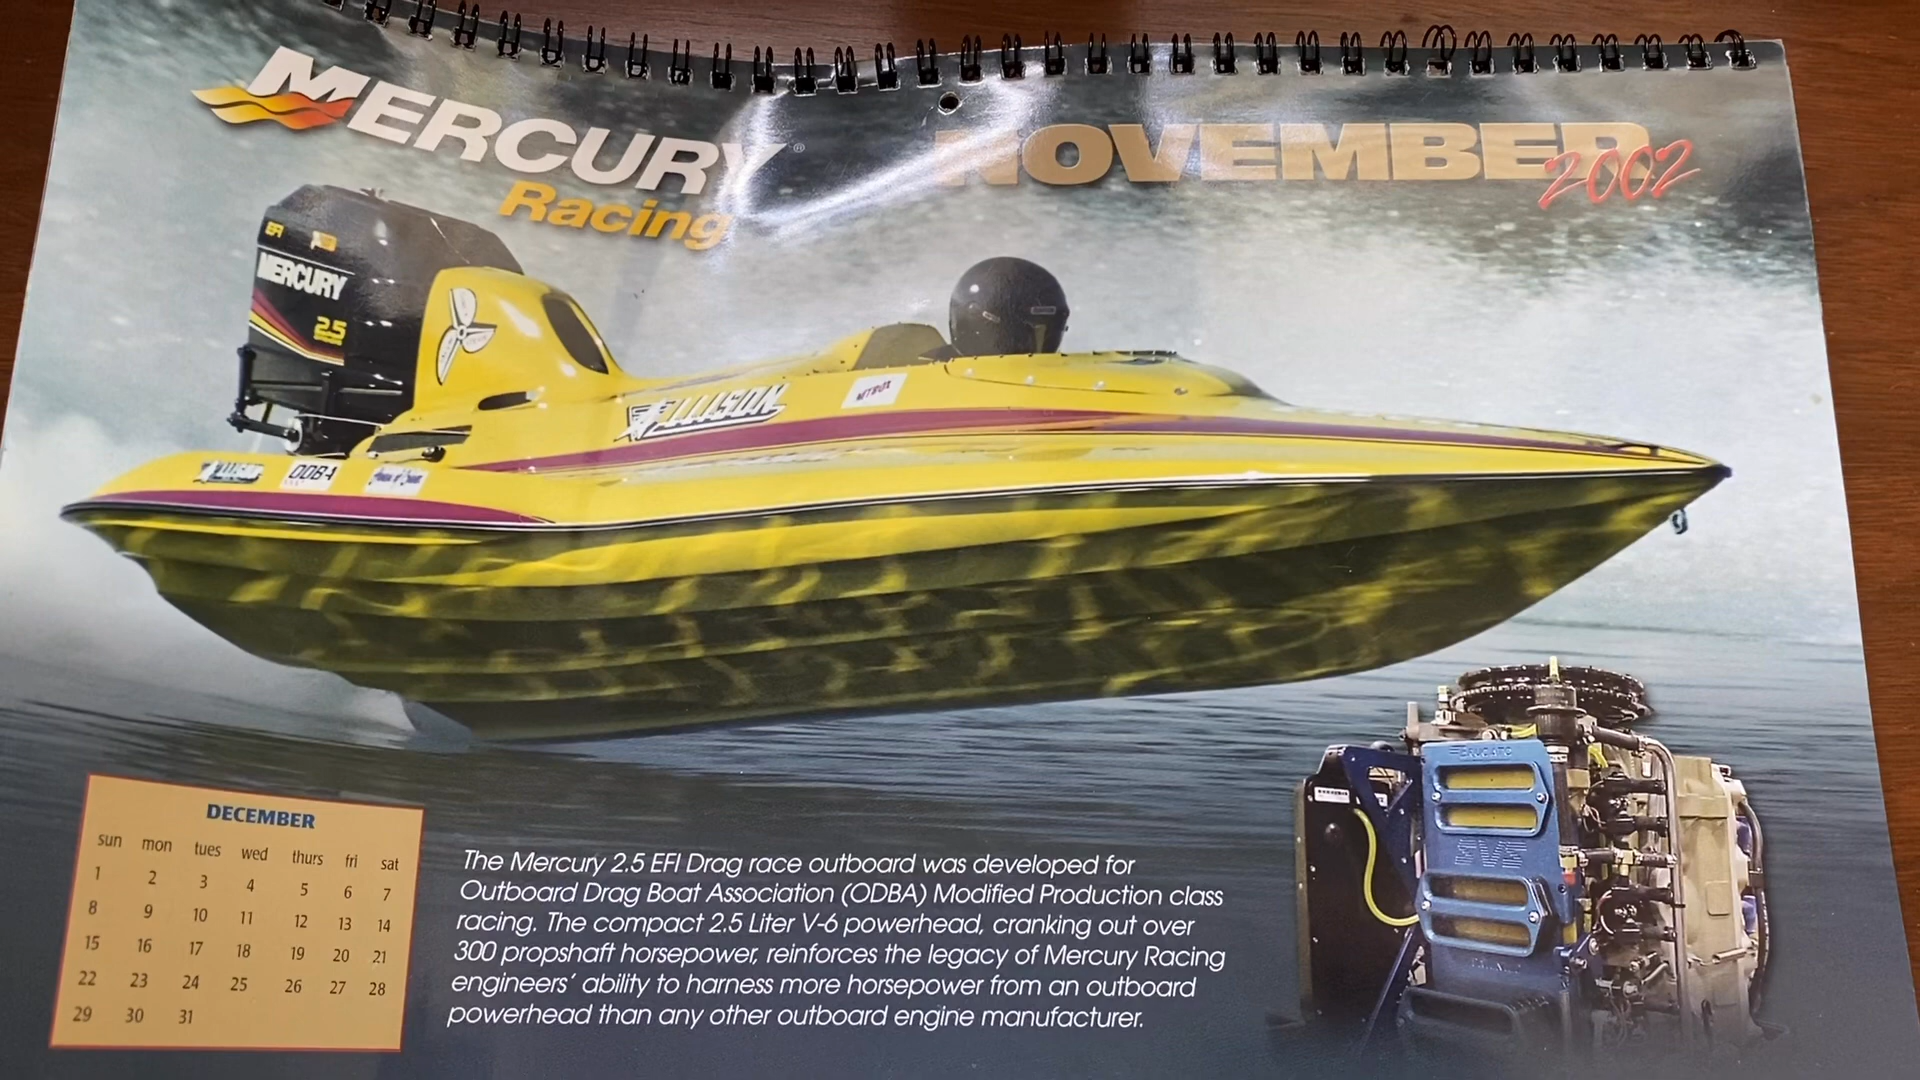 MERCURY®
Racing
NOVEMBER
2002
EFI
MERCURY
2.5
ELLISON
ELLISON
ODBA
DECEMBER
sun mon tues wed thurs fri sat
1 2 3 4 5 6 7
8 9 10 11 12 13 14
15 16 17 18 19 20 21
22 23 24 25 26 27 28
29 30 31
The Mercury 2.5 EFI Drag race outboard was developed for
Outboard Drag Boat Association (ODBA) Modified Production class
racing. The compact 2.5 Liter V-6 powerhead, cranking out over
300 propshaft horsepower, reinforces the legacy of Mercury Racing
engineers' ability to harness more horsepower from an outboard
powerhead than any other outboard engine manufacturer.